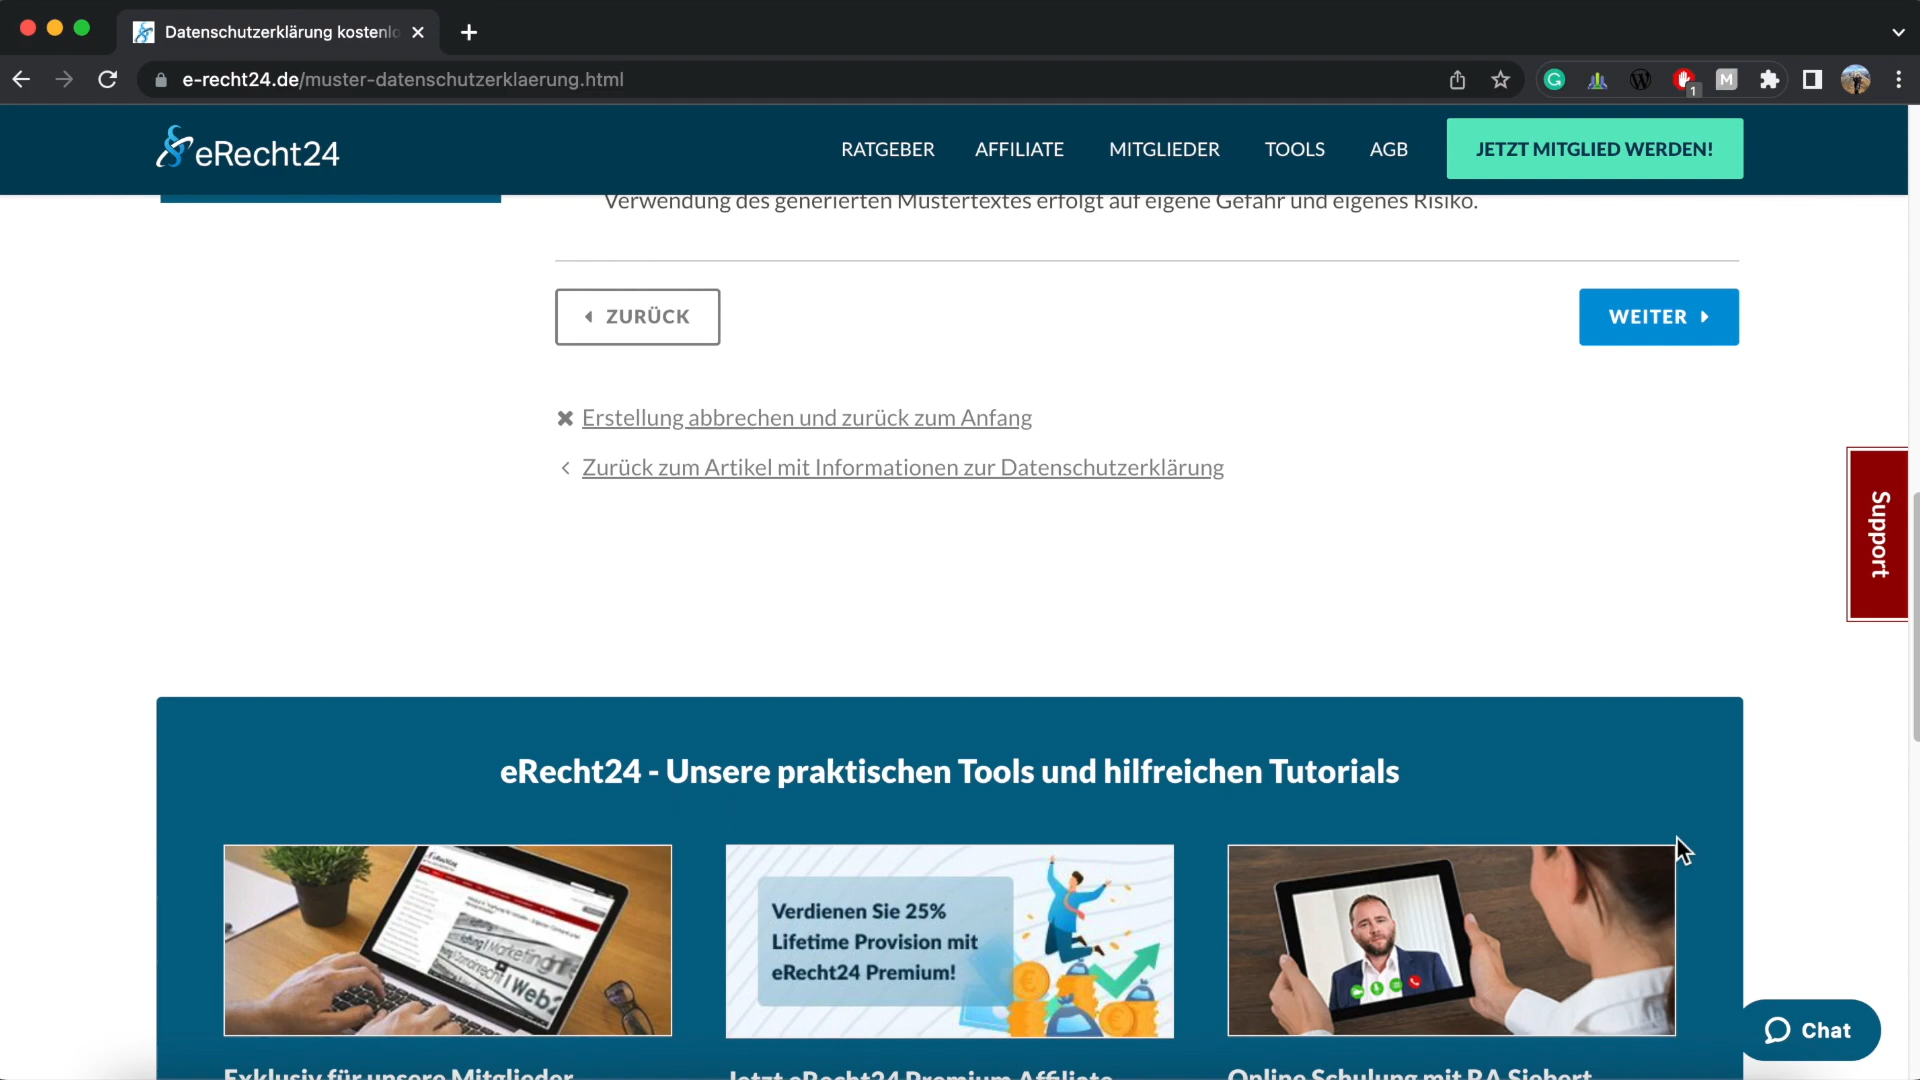 Datenschutzerklärung kostenlo
e-recht24.de/muster-datenschutzerklaerung.html
1
M
eRecht24
RATGEBER AFFILIATE MITGLIEDER TOOLS AGB JETZT MITGLIED WERDEN!
Verwendung des generierten Mustertextes erfolgt auf eigene Gefahr und eigenes Risiko.
ZURÜCK
WEITER
Erstellung abbrechen und zurück zum Anfang
Zurück zum Artikel mit Informationen zur Datenschutzerklärung
Support
eRecht24 - Unsere praktischen Tools und hilfreichen Tutorials
Verdienen Sie 25%
Lifetime Provision mit
eRecht24 Premium!
Chat
Exklusiv für unsere Mitglieder
Jetzt eRecht24 Premium Affiliate
Online Schulung mit RA Siebert